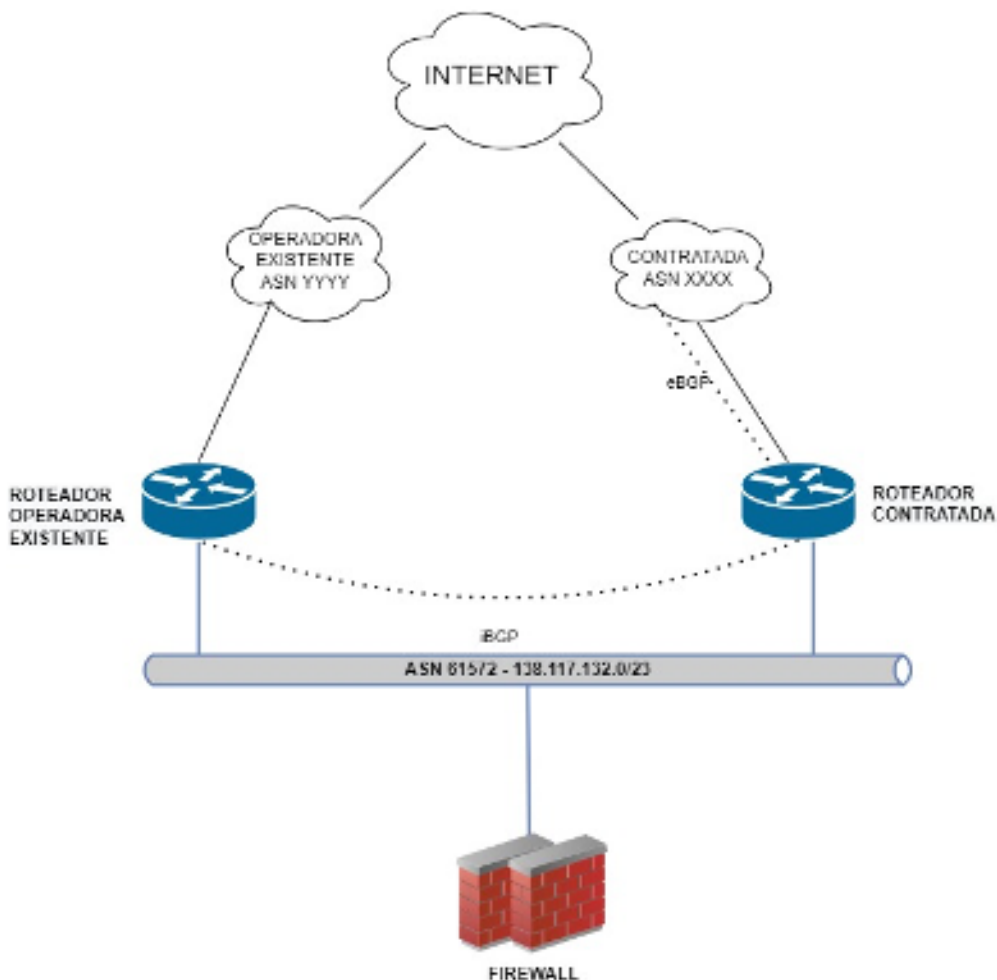 INTERNET
OPERADORA
EXISTENTE
ASN YYYY
CONTRATADA
ASN XXXX
eBGP
ROTEADOR
OPERADORA
EXISTENTE
ROTEADOR
CONTRATADA
iBGP
ASN 61572 - 138.117.132.0/23
FIREWALL